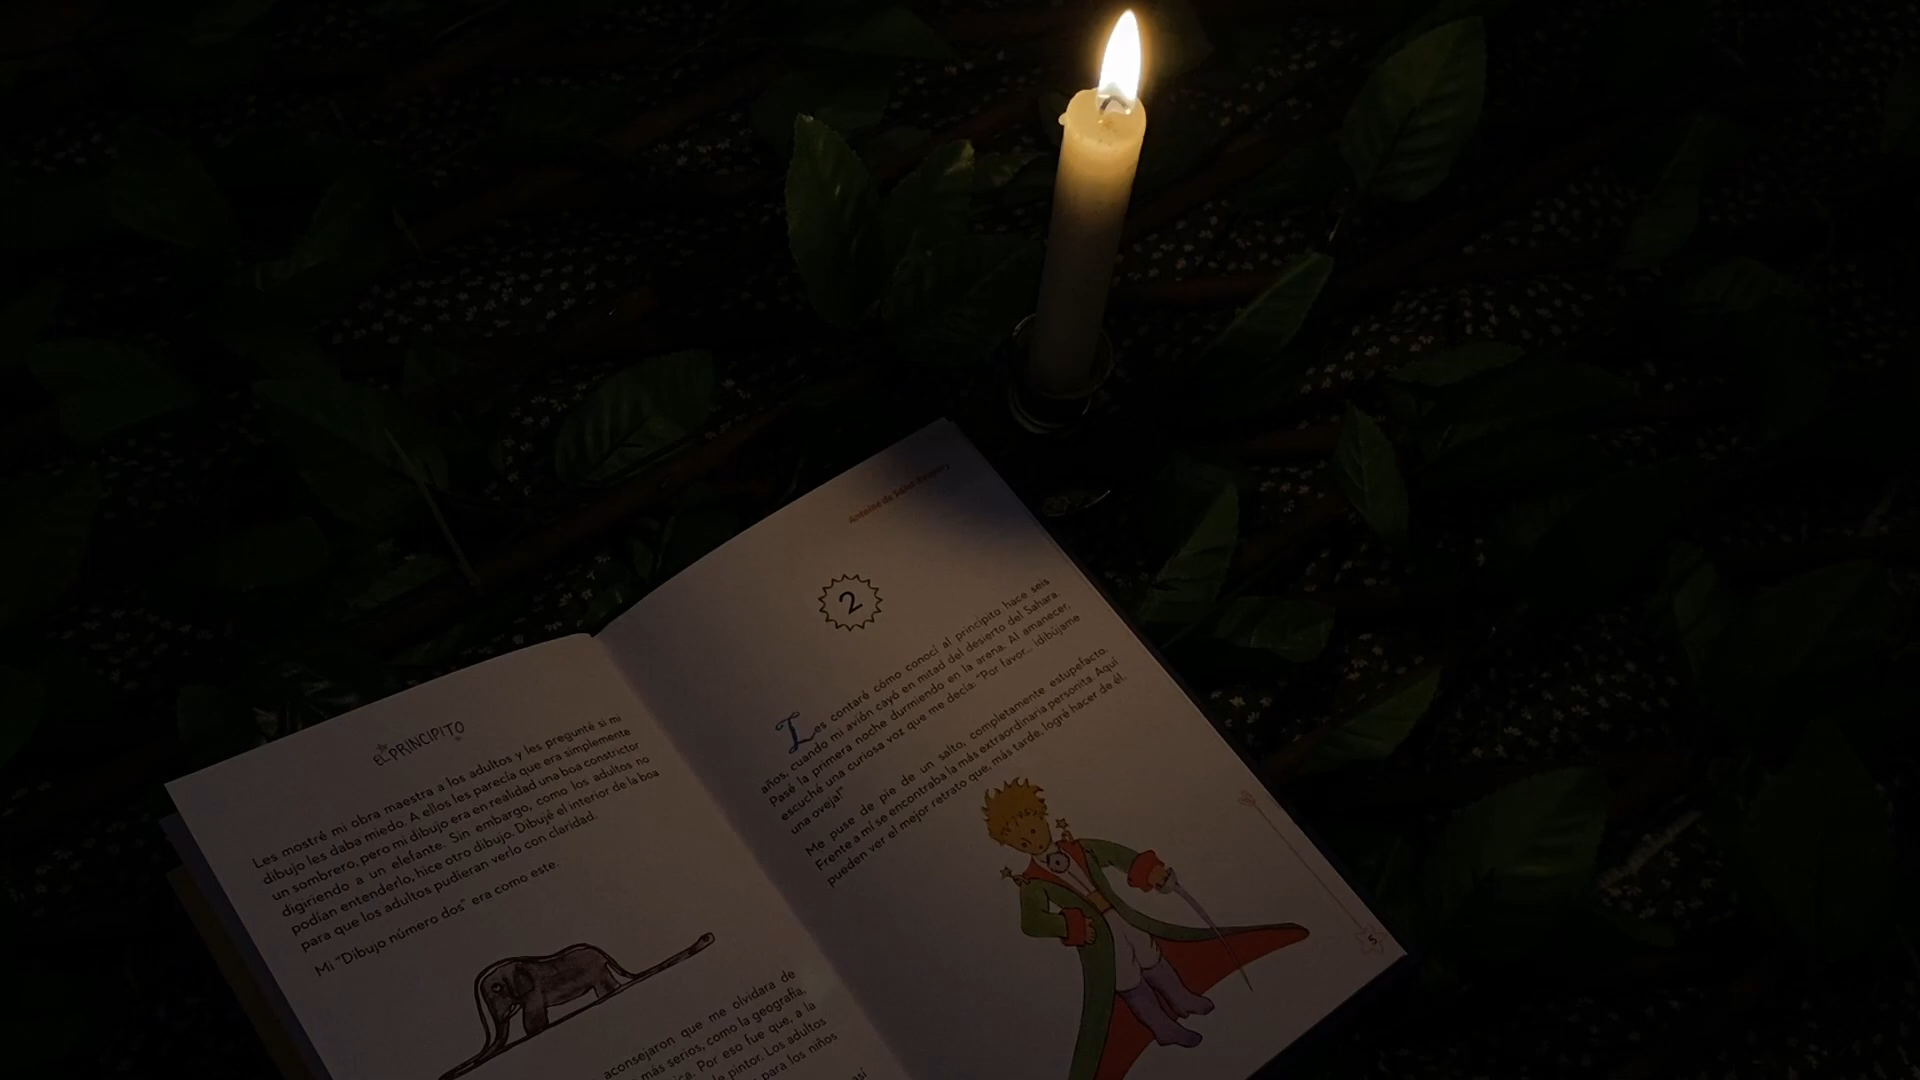 EL PRINCIPITO
Les mostré mi obra maestra a los adultos y les pregunté si mi
dibujo les daba miedo. A ellos les parecía que era simplemente
un sombrero, pero mi dibujo era en realidad una boa constrictor
digiriendo a un elefante. Sin embargo, como los adultos no
podían entenderlo, hice otro dibujo. Dibujé el interior de la boa
para que los adultos pudieran verlo con claridad.
Mi "Dibujo número dos" era como este.
aconsejaron que me olvidara de
más serios, como la geografía,
Por eso fue que, a la
de pintor. Los adultos
para los niños
así
Antoine de Saint-Exupéry
2
Les contaré cómo conocí al principito hace seis
años, cuando mi avión cayó en mitad del desierto del Sahara.
Pasé la primera noche durmiendo en la arena. Al amanecer,
escuché una curiosa voz que me decía: "Por favor... ¡dibújame
una oveja!"
Me puse de pie de un salto, completamente estupefacto.
Frente a mí se encontraba la más extraordinaria personita. Aquí
pueden ver el mejor retrato que, más tarde, logré hacer de él.
5